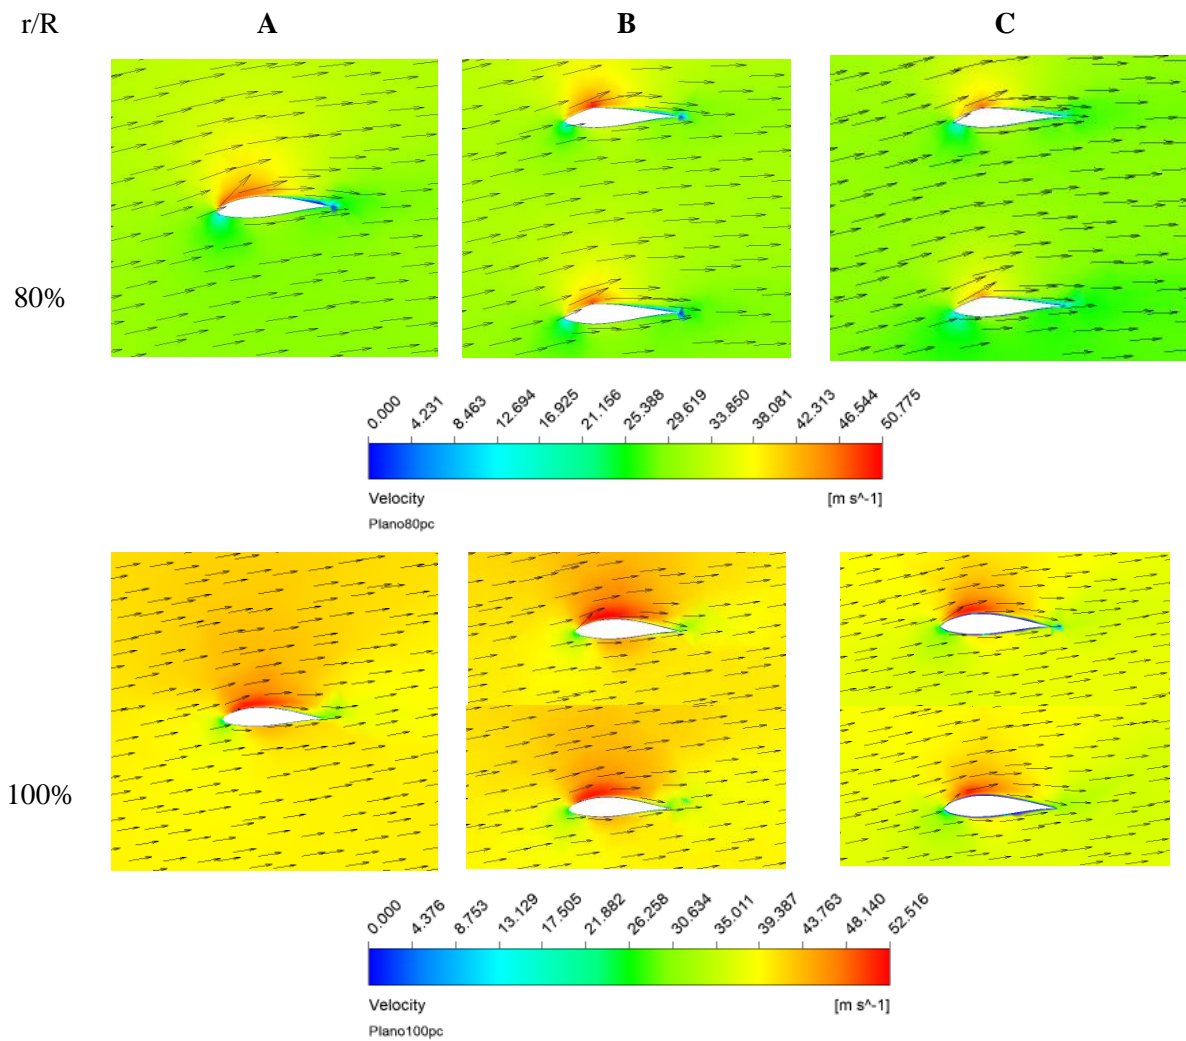 r/R A B C
80%
0.000 4.231 8.463 12.694 16.925 21.156 25.388 29.619 33.850 38.081 42.313 46.544 50.775
Velocity [m s^-1]
Plano80pc
100%
0.000 4.376 8.753 13.129 17.505 21.882 26.258 30.634 35.011 39.387 43.763 48.140 52.516
Velocity [m s^-1]
Plano100pc